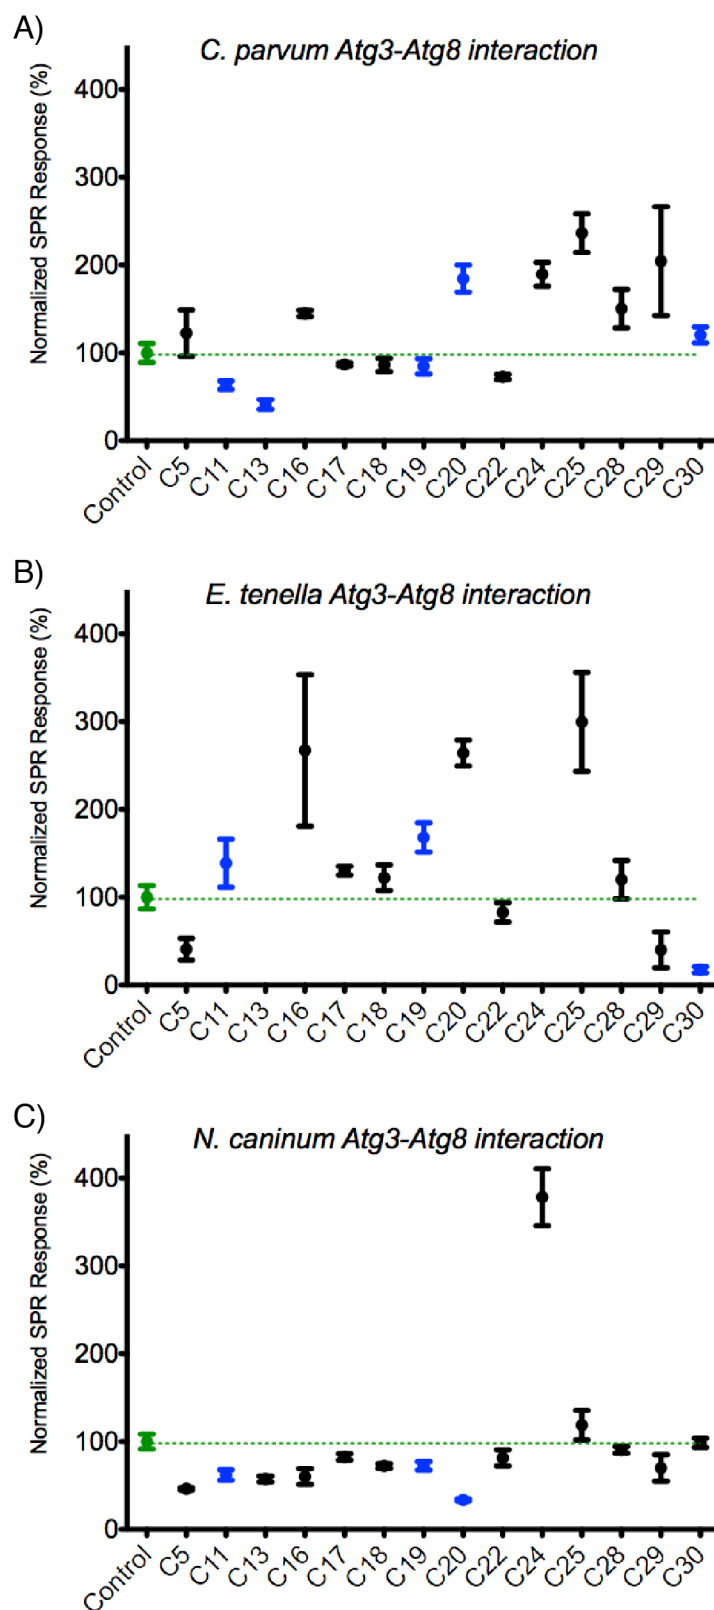 A)
C. parvum Atg3-Atg8 interaction
Normalized SPR Response (%)
400
300
200
100
0
Control C5 C11 C13 C16 C17 C18 C19 C20 C22 C24 C25 C28 C29 C30
B)
E. tenella Atg3-Atg8 interaction
Normalized SPR Response (%)
400
300
200
100
0
Control C5 C11 C13 C16 C17 C18 C19 C20 C22 C24 C25 C28 C29 C30
C)
N. caninum Atg3-Atg8 interaction
Normalized SPR Response (%)
400
300
200
100
0
Control C5 C11 C13 C16 C17 C18 C19 C20 C22 C24 C25 C28 C29 C30